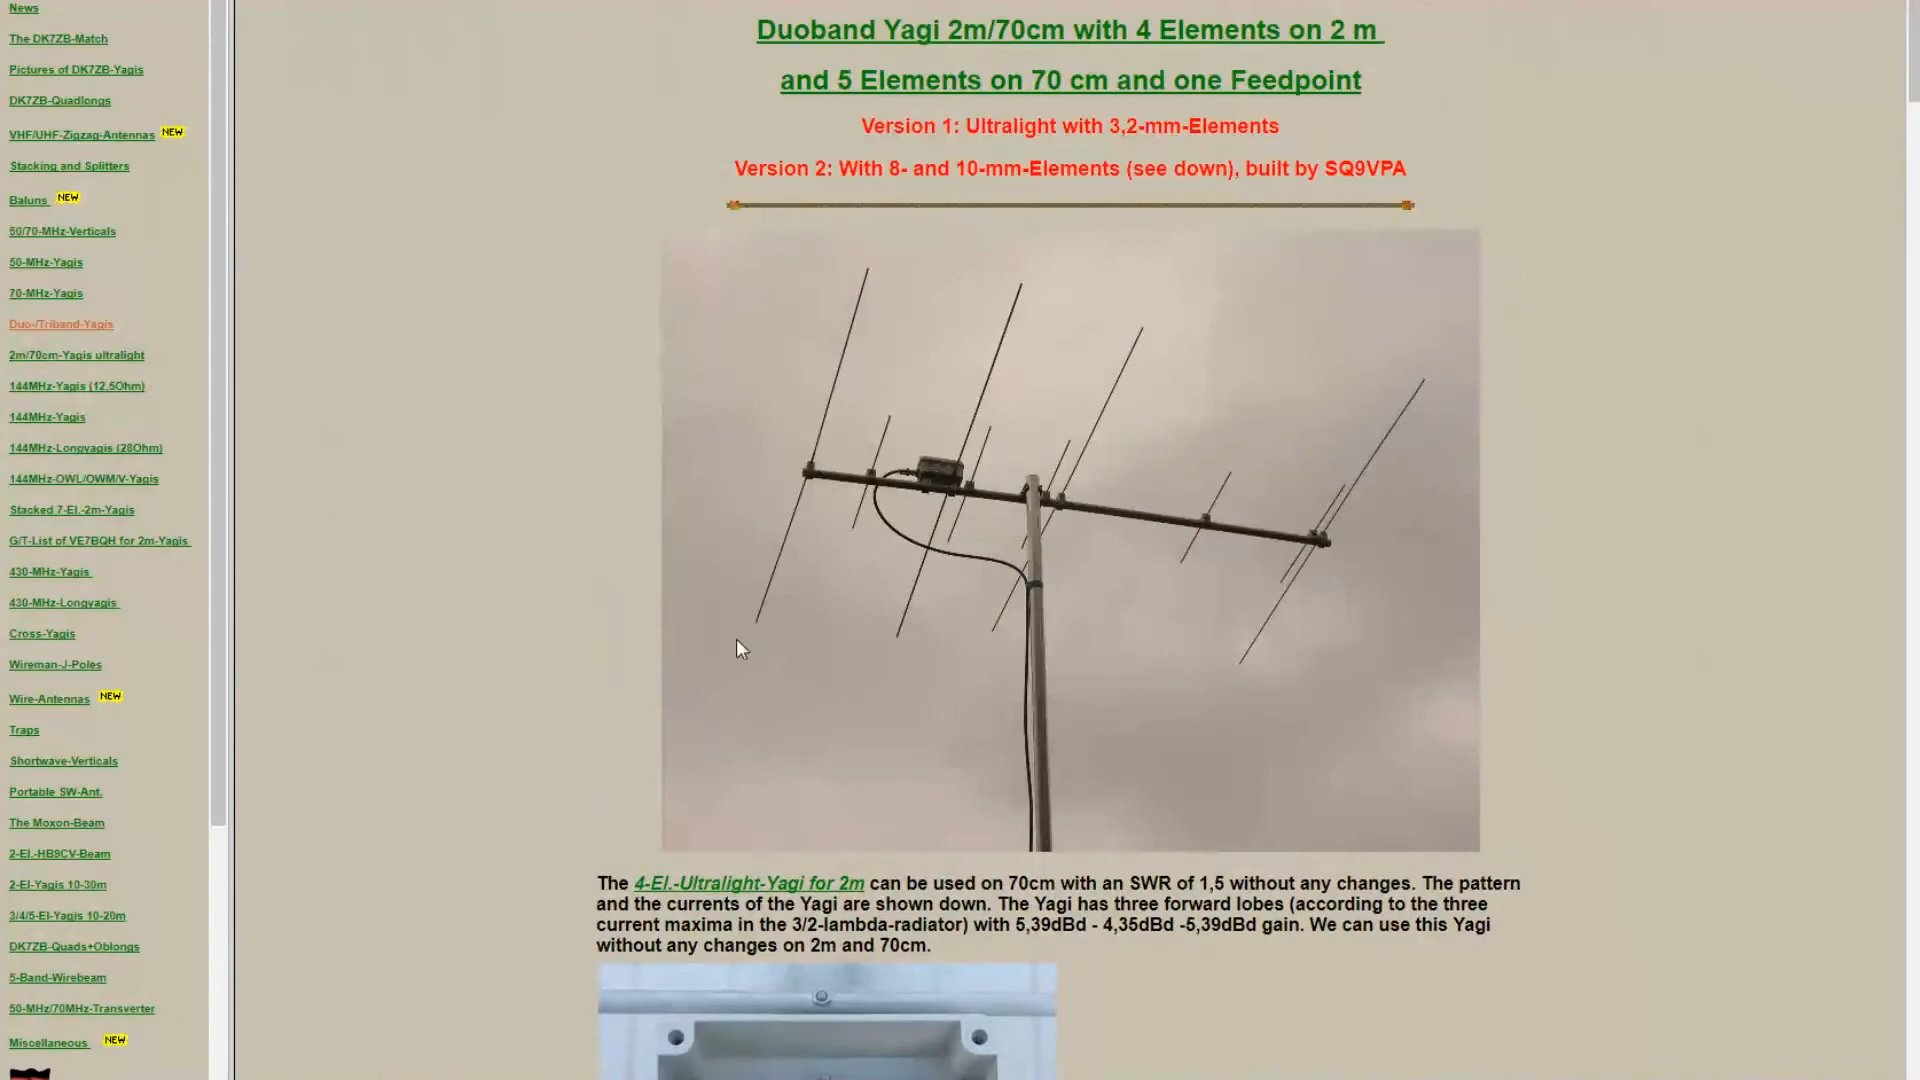 News
The DK7ZB-Match
Pictures of DK7ZB-Yagis
DK7ZB-Quadlongs
VHF/UHF-Zigzag-Antennas NEW
Stacking and Splitters
Baluns NEW
50/70-MHz-Verticals
50-MHz-Yagis
70-MHz-Yagis
Duo-/Triband-Yagis
2m/70cm-Yagis ultralight
144MHz-Yagis (12,5Ohm)
144MHz-Yagis
144MHz-Longyagis (28Ohm)
144MHz-OWL/OWM/V-Yagis
Stacked 7-El.-2m-Yagis
G/T-List of VE7BQH for 2m-Yagis
430-MHz-Yagis
430-MHz-Longyagis
Cross-Yagis
Wireman-J-Poles
Wire-Antennas NEW
Traps
Shortwave-Verticals
Portable SW-Ant.
The Moxon-Beam
2-El.-HB9CV-Beam
2-El-Yagis 10-30m
3/4/5-El-Yagis 10-20m
DK7ZB-Quads+Oblongs
5-Band-Wirebeam
50-MHz/70MHz-Transverter
Miscellaneous NEW
Duoband Yagi 2m/70cm with 4 Elements on 2 m
and 5 Elements on 70 cm and one Feedpoint
Version 1: Ultralight with 3,2-mm-Elements
Version 2: With 8- and 10-mm-Elements (see down), built by SQ9VPA
The 4-El.-Ultralight-Yagi for 2m can be used on 70cm with an SWR of 1,5 without any changes. The pattern
and the currents of the Yagi are shown down. The Yagi has three forward lobes (according to the three
current maxima in the 3/2-lambda-radiator) with 5,39dBd - 4,35dBd -5,39dBd gain. We can use this Yagi
without any changes on 2m and 70cm.